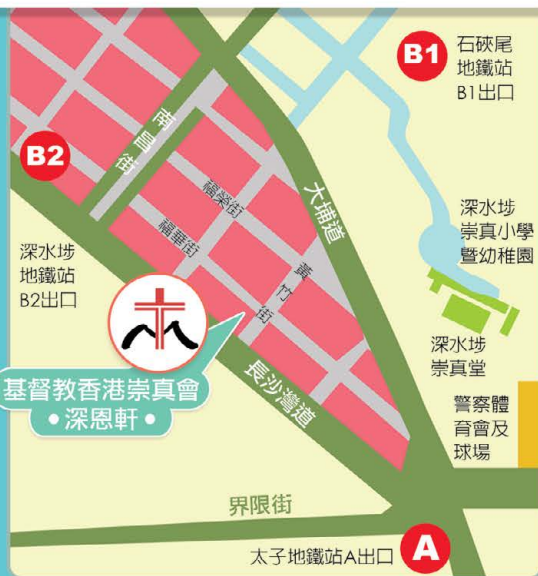 B1
石硤尾
地鐵站
B1出口
B2
南昌街
大埔道
福榮街
福華街
黃竹街
深水埗
地鐵站
B2出口
深水埗
崇真小學
暨幼稚園
深水埗
崇真堂
基督教香港崇真會
•深恩軒•
長沙灣道
警察體
育會及
球場
界限街
太子地鐵站A出口
A